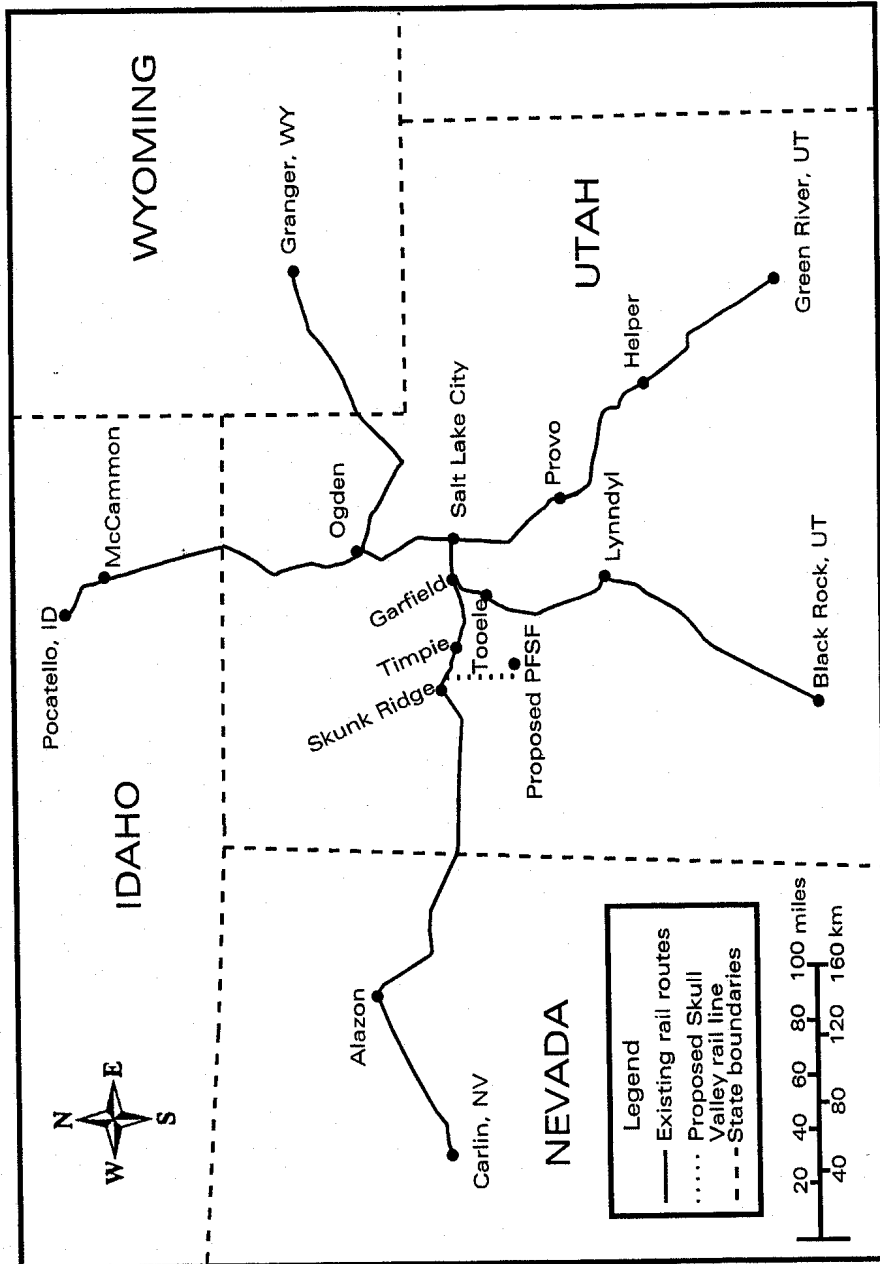 WYOMING
Granger, WY
UTAH
Green River, UT
Helper
Provo
Salt Lake City
Ogden
McCammon
Pocatello, ID
Garfield
Timpie
Skunk Ridge
Tooele
Lynndyl
Proposed PFSF
Black Rock, UT
IDAHO
Alazon
Carlin, NV
NEVADA
N
E
S
W
Legend
Existing rail routes
Proposed Skull
Valley rail line
State boundaries
20 40 60 80 100 miles
40 80 120 160 km